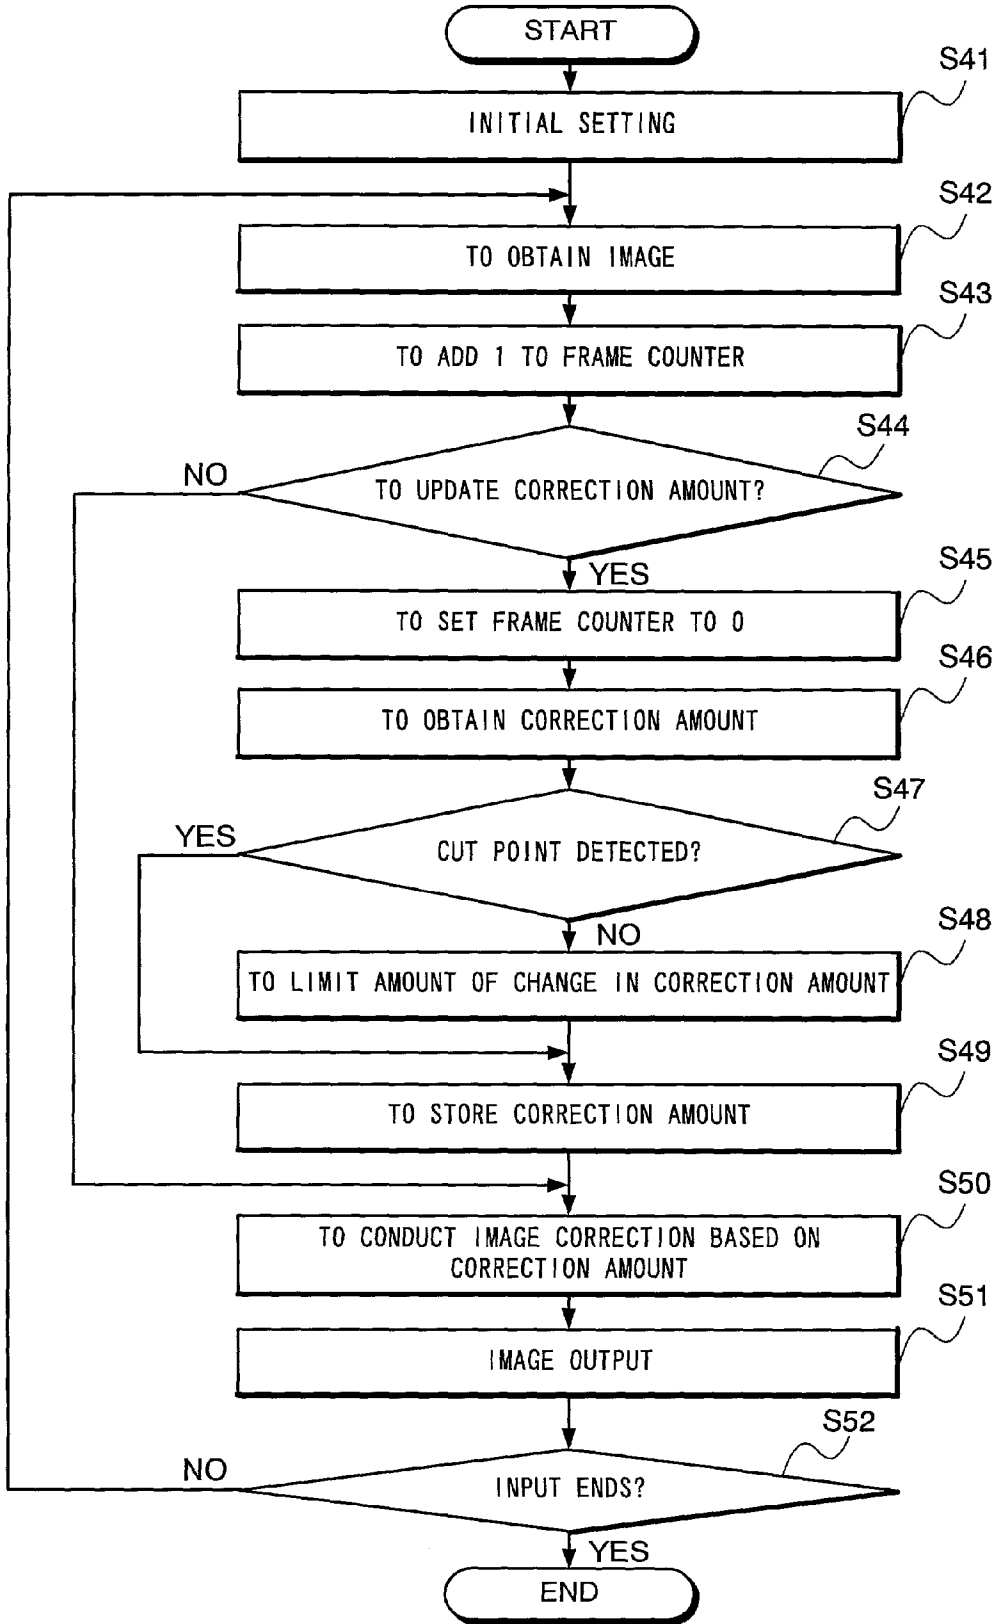 START
S41
INITIAL SETTING
S42
TO OBTAIN IMAGE
S43
TO ADD 1 TO FRAME COUNTER
S44
NO
TO UPDATE CORRECTION AMOUNT?
YES
S45
TO SET FRAME COUNTER TO 0
S46
TO OBTAIN CORRECTION AMOUNT
S47
YES
CUT POINT DETECTED?
NO
S48
TO LIMIT AMOUNT OF CHANGE IN CORRECTION AMOUNT
S49
TO STORE CORRECTION AMOUNT
S50
TO CONDUCT IMAGE CORRECTION BASED ON
CORRECTION AMOUNT
S51
IMAGE OUTPUT
S52
NO
INPUT ENDS?
YES
END